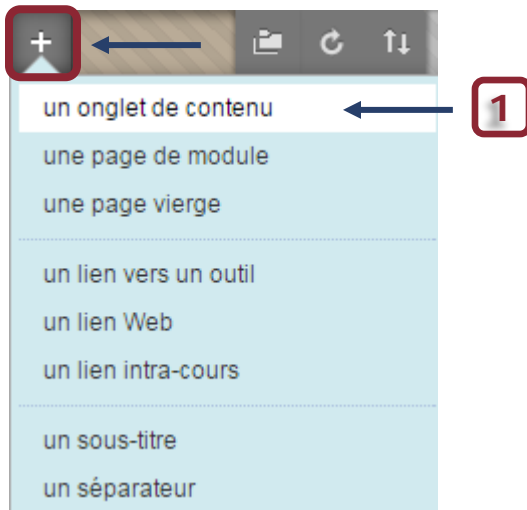 +
un onglet de contenu
1
une page de module
une page vierge
un lien vers un outil
un lien Web
un lien intra-cours
un sous-titre
un séparateur